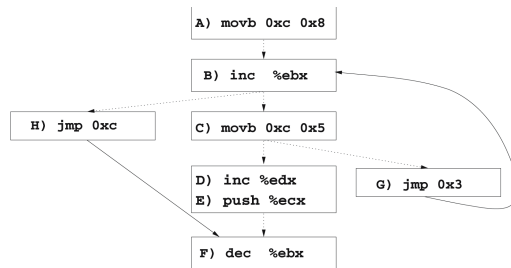 A) movb 0xc 0x8
B) inc %ebx
H) jmp 0xc
C) movb 0xc 0x5
D) inc %edx
E) push %ecx
G) jmp 0x3
F) dec %ebx